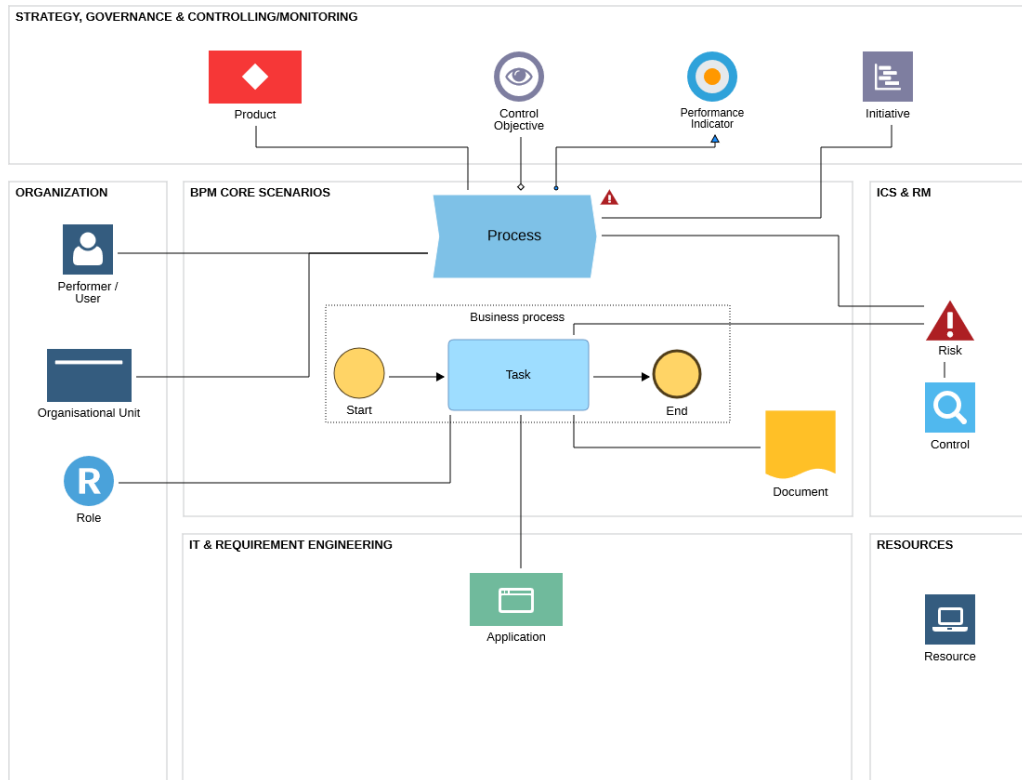 STRATEGY, GOVERNANCE & CONTROLLING/MONITORING
Product
Control
Objective
Performance
Indicator
Initiative
ORGANIZATION
BPM CORE SCENARIOS
ICS & RM
Process
Performer /
User
Business process
Risk
Task
Start
End
Organisational Unit
Control
Document
R
Role
IT & REQUIREMENT ENGINEERING
RESOURCES
Application
Resource